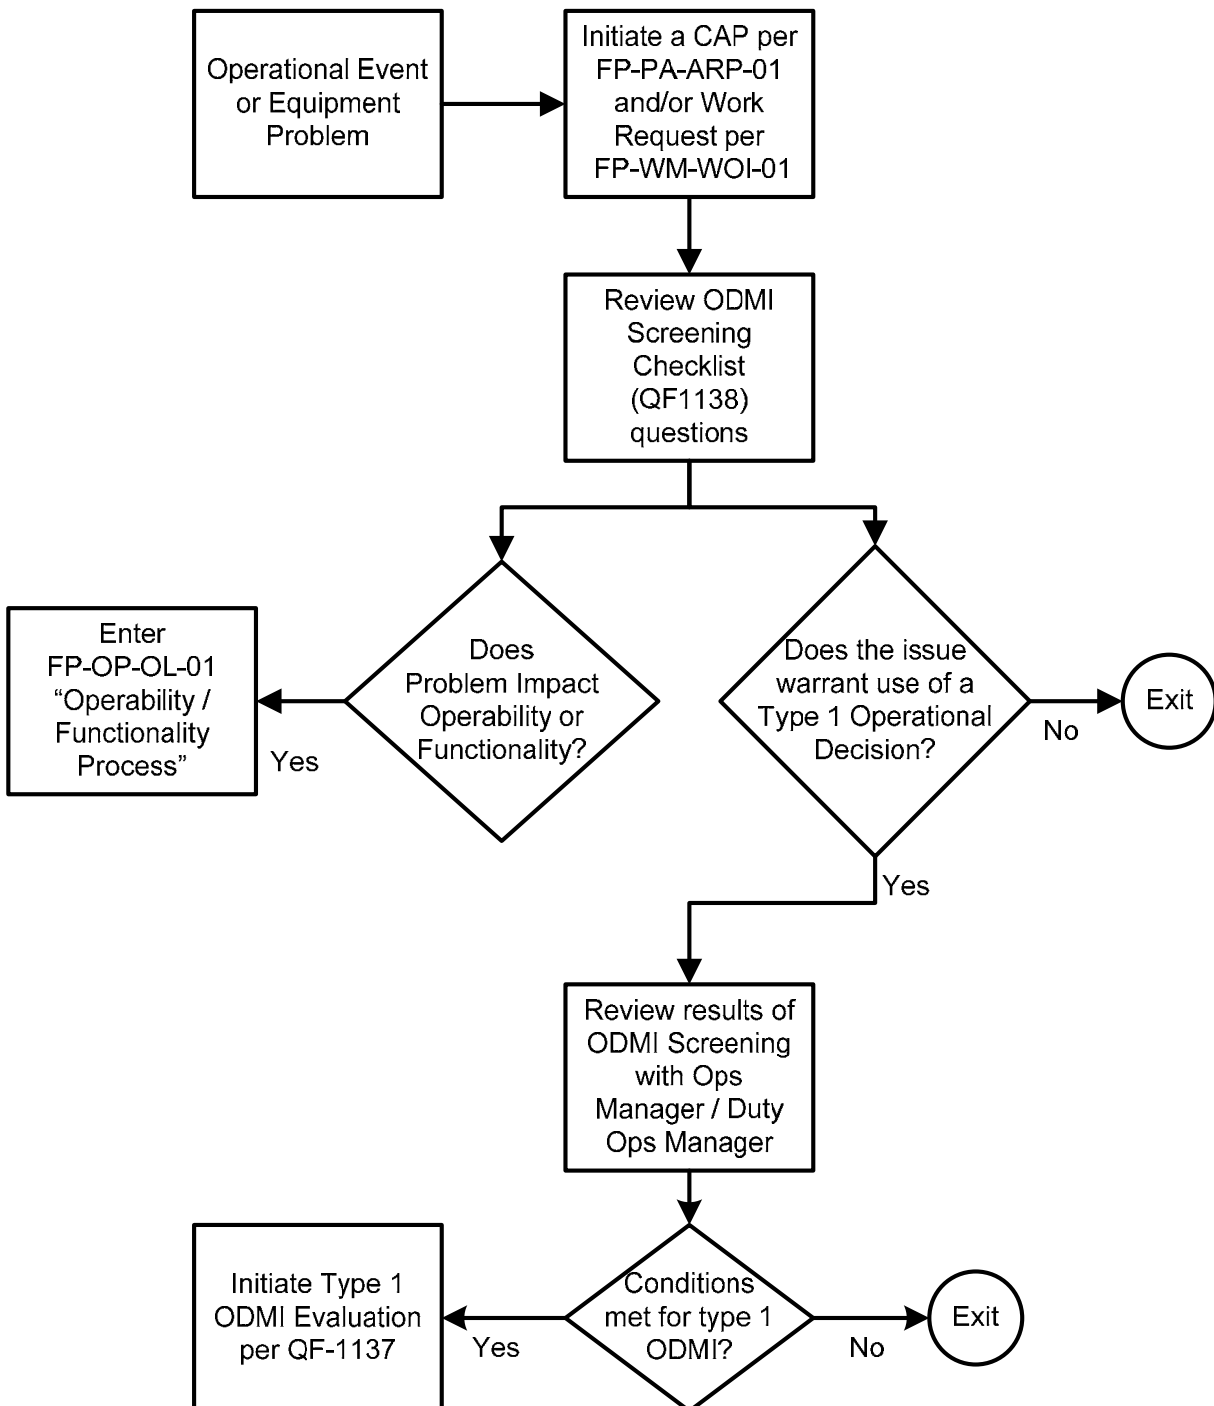 Operational Event
or Equipment
Problem
Initiate a CAP per
FP-PA-ARP-01
and/or Work
Request per
FP-WM-WOI-01
Review ODMI
Screening
Checklist
(QF1138)
questions
Enter
FP-OP-OL-01
“Operability /
Functionality
Process”
Yes
Does
Problem Impact
Operability or
Functionality?
Does the issue
warrant use of a
Type 1 Operational
Decision?
No
Exit
Yes
Review results of
ODMI Screening
with Ops
Manager / Duty
Ops Manager
Initiate Type 1
ODMI Evaluation
per QF-1137
Yes
Conditions
met for type 1
ODMI?
No
Exit